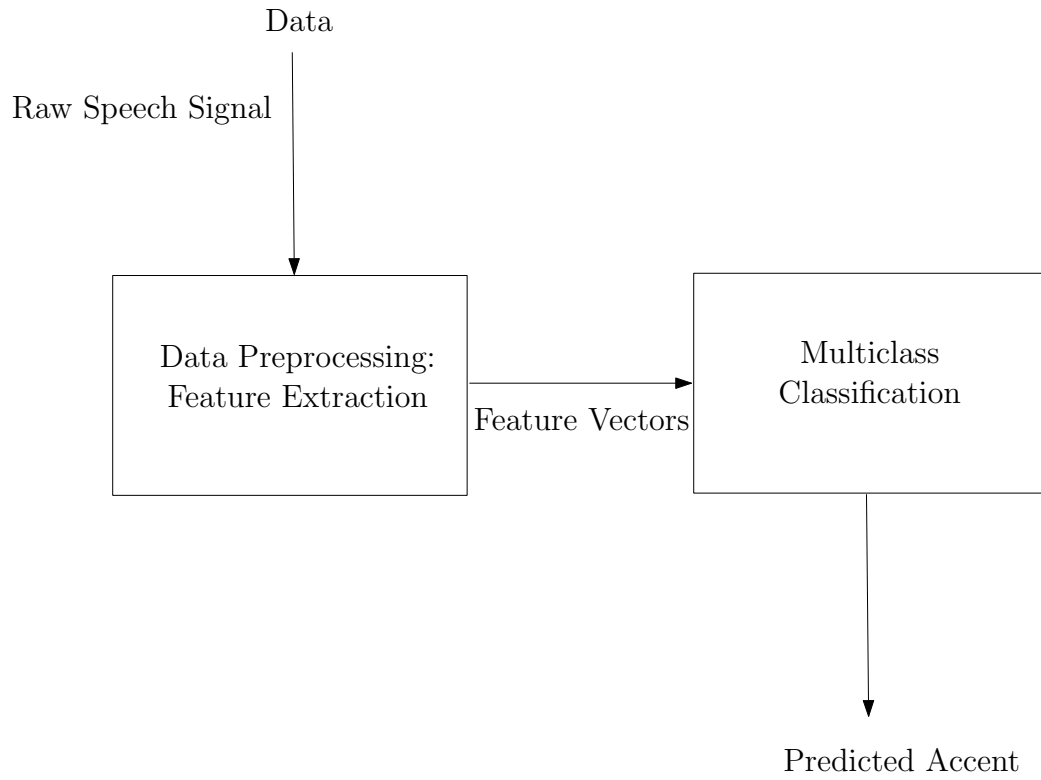 Data
Raw Speech Signal
Data Preprocessing:
Feature Extraction
Feature Vectors
Multiclass
Classification
Predicted Accent